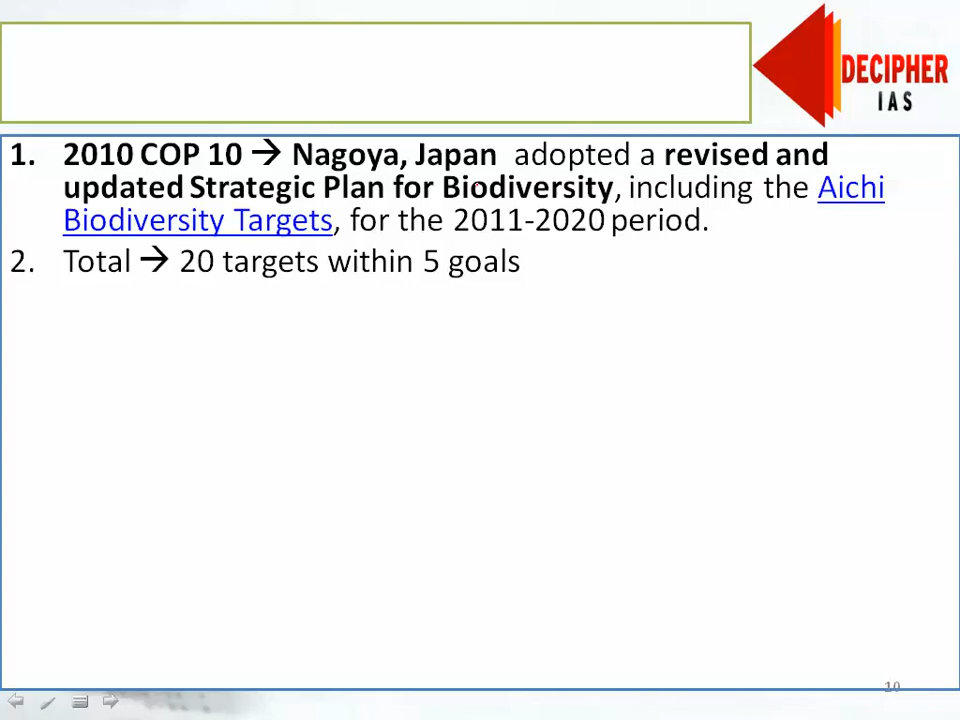 DECIPHER
IAS
1. 2010 COP 10 → Nagoya, Japan adopted a revised and
updated Strategic Plan for Biodiversity, including the Aichi
Biodiversity Targets, for the 2011-2020 period.
2. Total → 20 targets within 5 goals
10